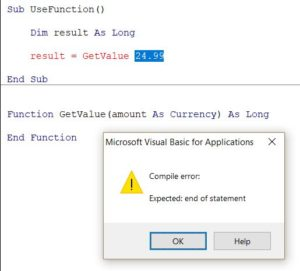 Sub UseFunction()
Dim result As Long
result = GetValue 24.99
End Sub
Function GetValue(amount As Currency) As Long
End Function
Microsoft Visual Basic for Applications
Compile error:
Expected: end of statement
OK
Help